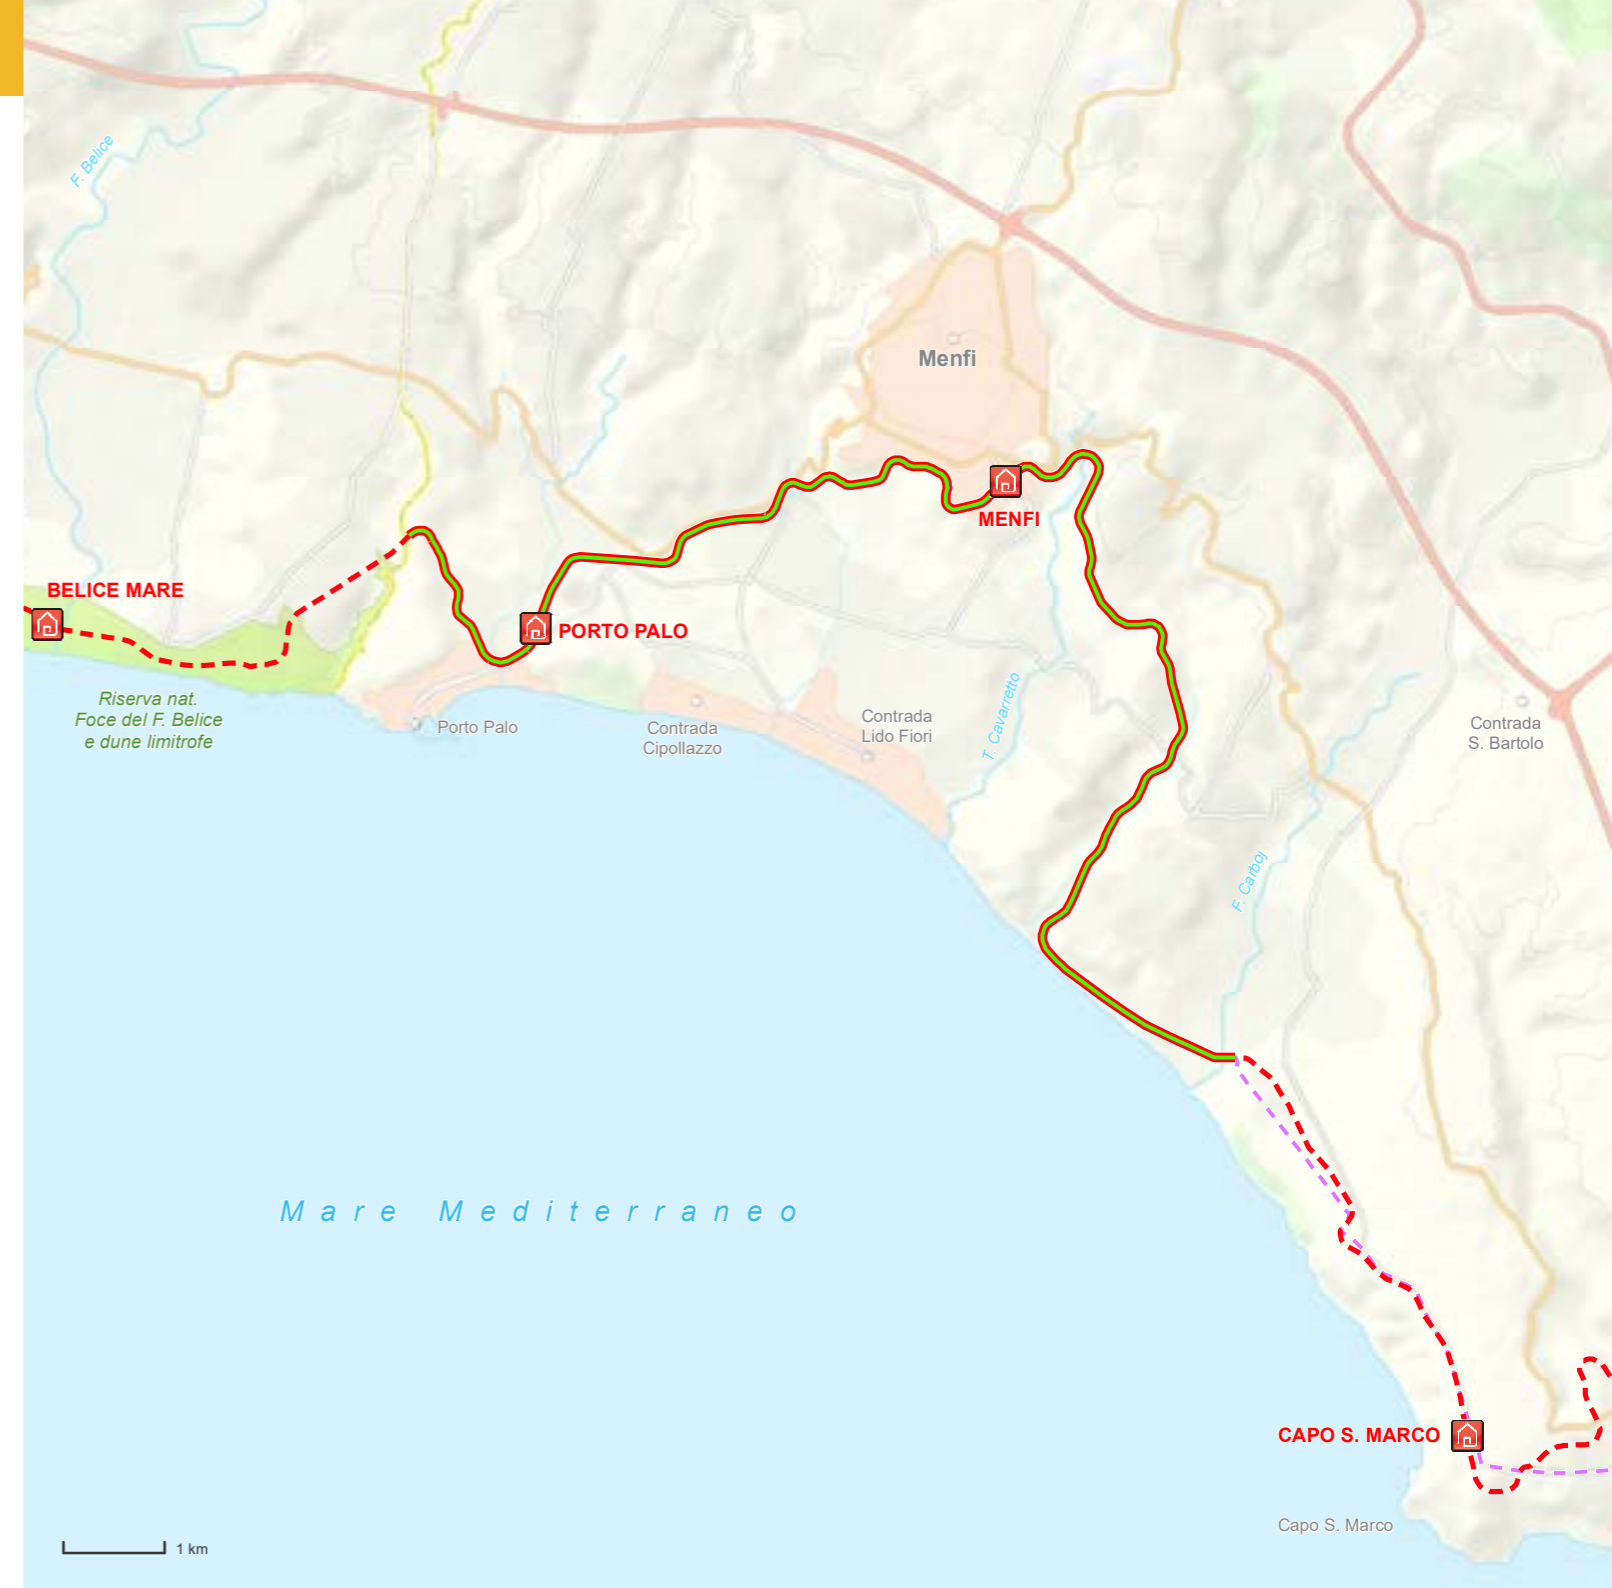 F. Belice
Menfi
MENFI
BELICE MARE
PORTO PALO
Riserva nat.
Foce del F. Belice
e dune limitrofe
Porto Palo
Contrada
Cipollazzo
Contrada
Lido Fiori
T. Cavarretto
Contrada
S. Bartolo
F. Carboj
Mare Mediterraneo
CAPO S. MARCO
Capo S. Marco
1 km